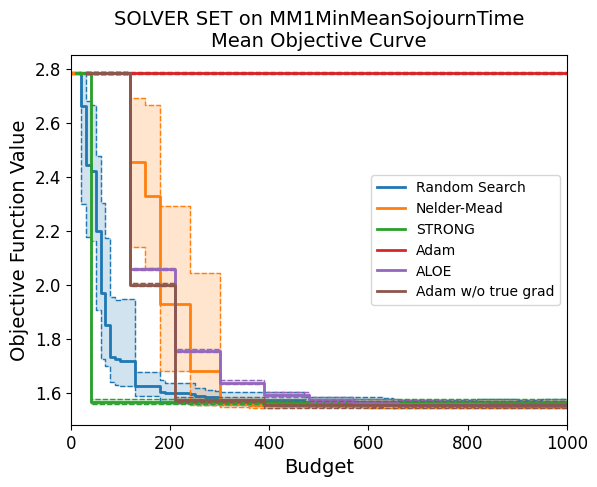 SOLVER SET on MM1MinMeanSojournTime
Mean Objective Curve
Objective Function Value
2.8
2.6
2.4
2.2
2.0
1.8
1.6
Random Search
Nelder-Mead
STRONG
Adam
ALOE
Adam w/o true grad
0
200
400
600
800
1000
Budget